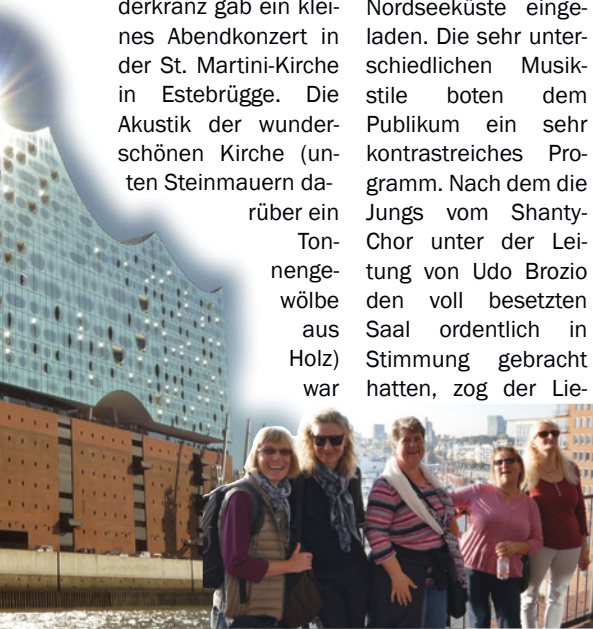 derkranz gab ein klei-
nes Abendkonzert in
der St. Martini-Kirche
in Estebrügge. Die
Akustik der wunder-
schönen Kirche (un-
ten Steinmauern da-
rüber ein
Ton-
nenge-
wölbe
aus
Holz)
war
Nordseeküste einge-
laden. Die sehr unter-
schiedlichen Musik-
stile boten dem
Publikum ein sehr
kontrastreiches Pro-
gramm. Nach dem die
Jungs vom Shanty-
Chor unter der Lei-
tung von Udo Brozio
den voll besetzten
Saal ordentlich in
Stimmung gebracht
hatten, zog der Lie-